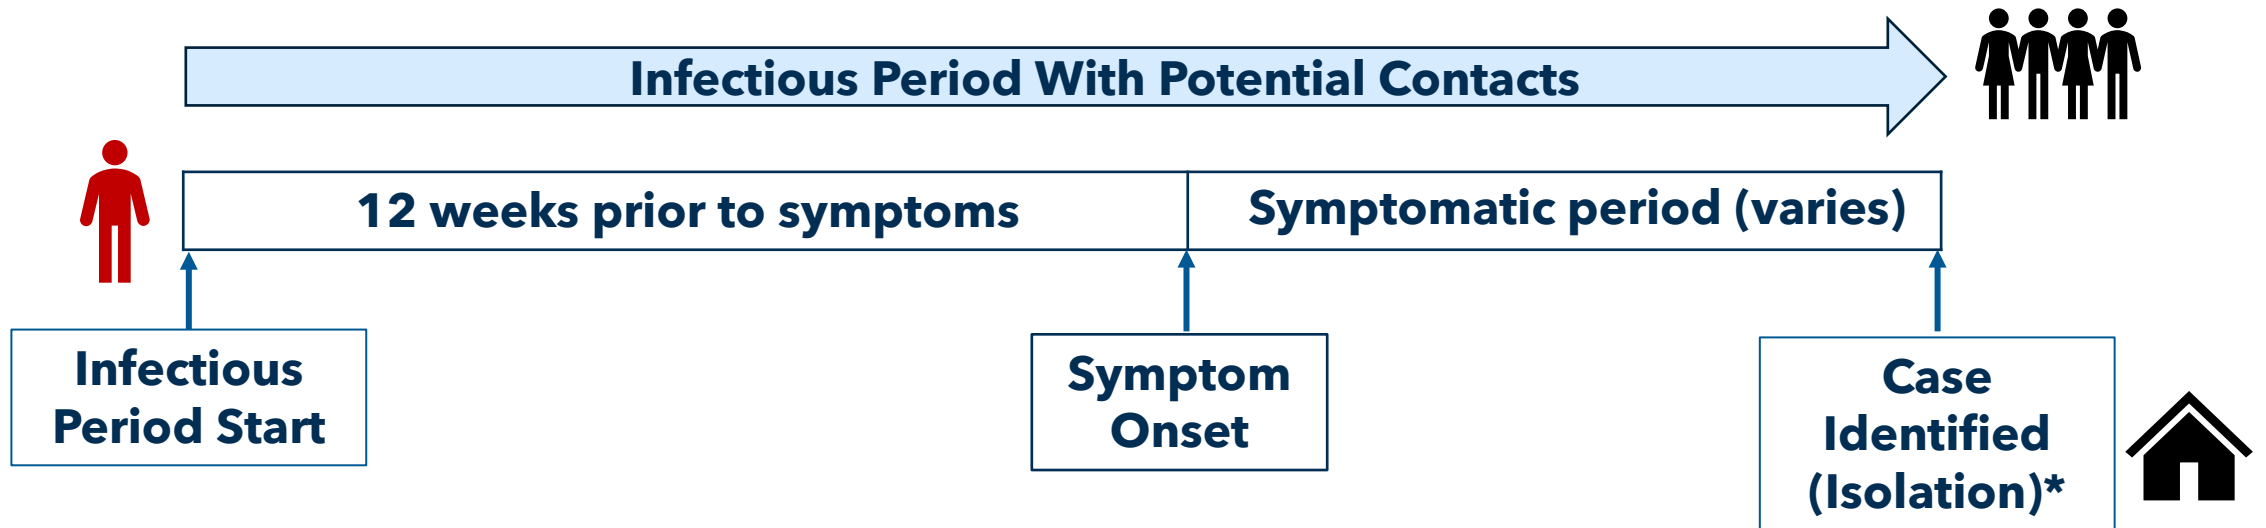 Infectious Period With Potential Contacts
12 weeks prior to symptoms
Symptomatic period (varies)
Infectious
Period Start
Symptom
Onset
Case
Identified
(Isolation)*